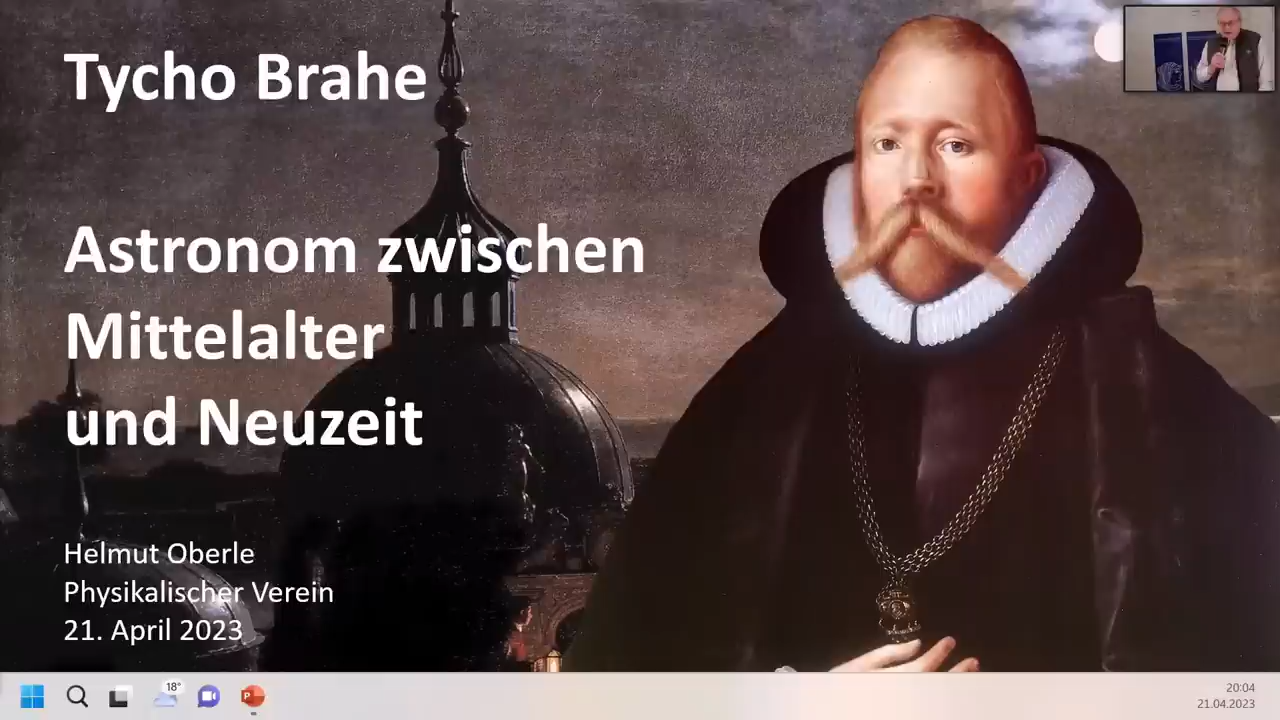 Tycho Brahe
Astronom zwischen
Mittelalter
und Neuzeit
Helmut Oberle
Physikalischer Verein
21. April 2023
18°
P
20:04
21.04.2023